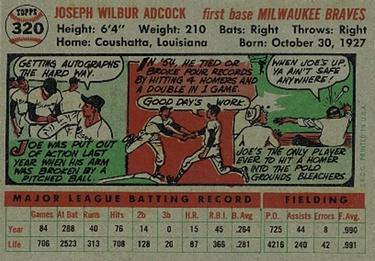 TOPPS
320
JOSEPH WILBUR ADCOCK first base MILWAUKEE BRAVES
Height: 6'4" Weight: 210 Bats: Right Throws: Right
Home: Coushatta, Louisiana Born: October 30, 1927
GETTING AUTOGRAPHS
THE HARD WAY.
JOE WAS PUT OUT
OF ACTION LAST
YEAR WHEN HIS ARM
WAS BROKEN BY A
PITCHED BALL.
IN '54, HE TIED OR
BROKE FOUR RECORDS
BY HITTING 4 HOMERS AND
A DOUBLE IN 1 GAME.
GOOD DAY'S WORK.
WHEN JOE'S UP,
YA AIN'T SAFE
ANYWHERE!
JOE'S THE ONLY PLAYER
EVER TO HIT A HOMER
INTO THE POLO
GROUNDS BLEACHERS.
©T.C.G. PRINTED IN U.S.A.
MAJOR LEAGUE BATTING RECORD FIELDING
Games At Bat Runs Hits 2b 3b H.R. R.B.I. B. Avg. P.O. Assists Errors F. Avg.
Year 84 288 40 76 14 0 15 45 .264 725 44 8 .990
Life 706 2523 313 708 128 20 87 381 .281 4216 240 42 .991